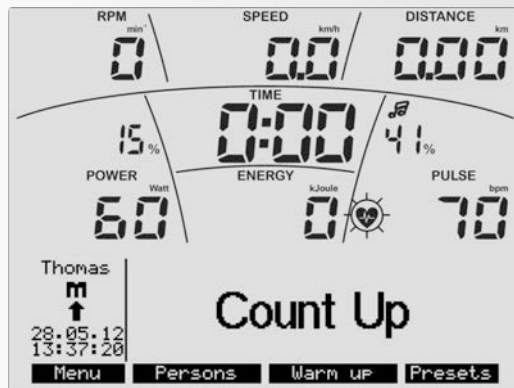 RPM SPEED DISTANCE
min⁻¹ km/h km
0 0.0 0.00
TIME
15% 0:00 41%
POWER ENERGY PULSE
Watt kJoule bpm
60 0 70
Thomas
m
28.05.12
13:37:20
Count Up
Menu Persons Warm up Presets